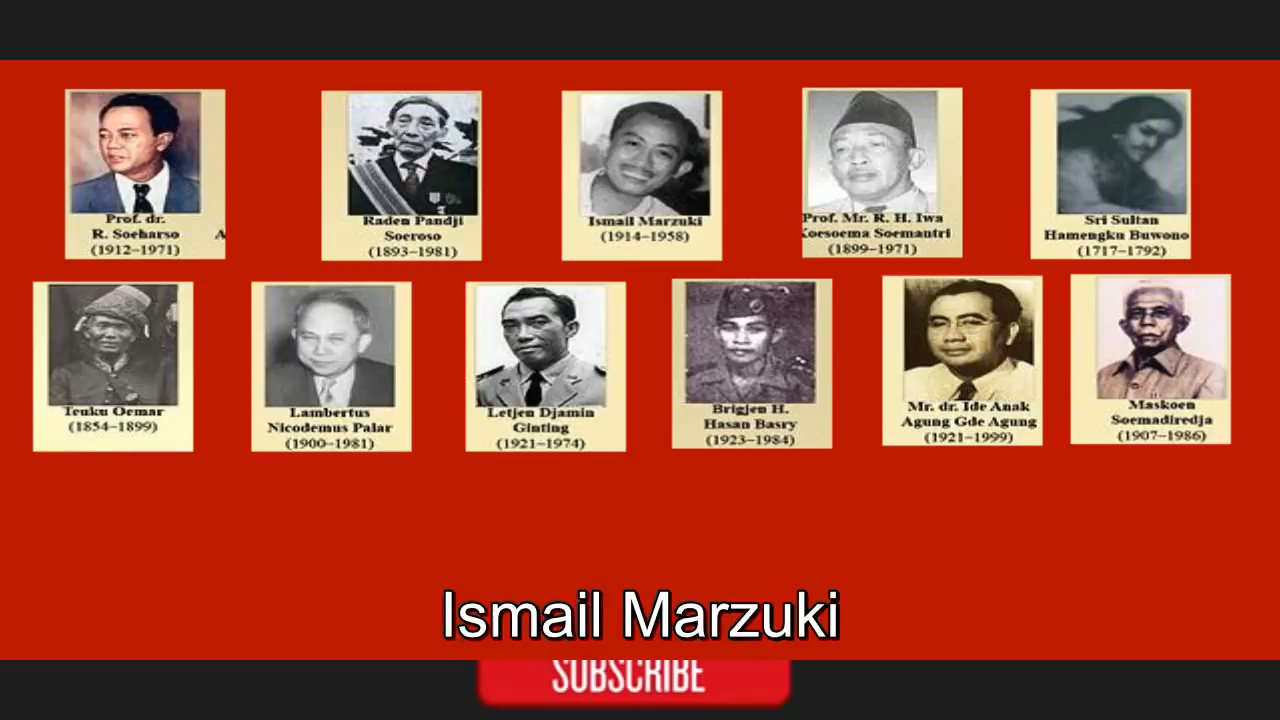 Prof. dr.
R. Soeharso
(1912–1971)
A
Raden Pandji
Soeroso
(1893–1981)
Ismail Marzuki
(1914–1958)
Prof. Mr. R. H. Iwa
Koesoema Soemantri
(1899–1971)
Sri Sultan
Hamengku Buwono
(1717–1792)
Teuku Oemar
(1854–1899)
Lambertus
Nicodemus Palar
(1900–1981)
Letjen Djamin
Ginting
(1921–1974)
Brigjen H.
Hasan Basry
(1923–1984)
Mr. dr. Ide Anak
Agung Gde Agung
(1921–1999)
Maskoen
Soemadiredja
(1907–1986)
Ismail Marzuki
SUBSCRIBE